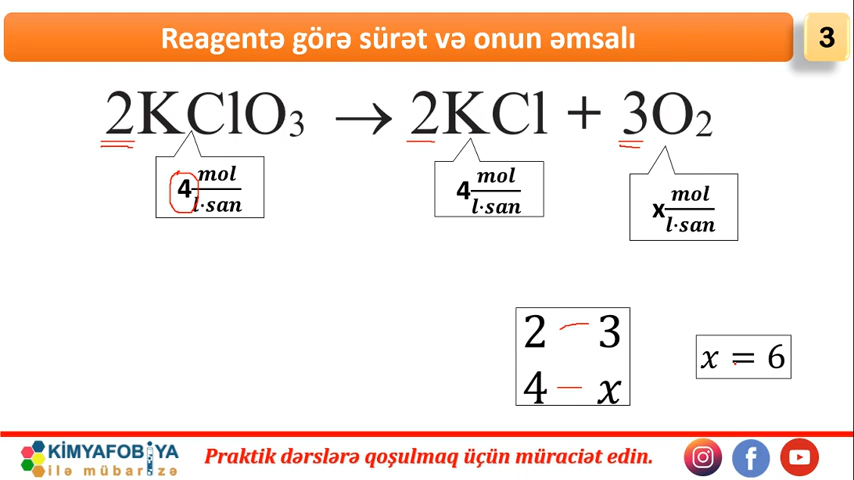 Reagentə görə sürət və onun əmsalı
3
2KClO₃ → 2KCl + 3O₂
4 mol/l·san
4 mol/l·san
x mol/l·san
2 – 3
4 – x
x = 6
KİMYAFOBİYA
ilə mübarizə
Praktik dərslərə qoşulmaq üçün müraciət edin.